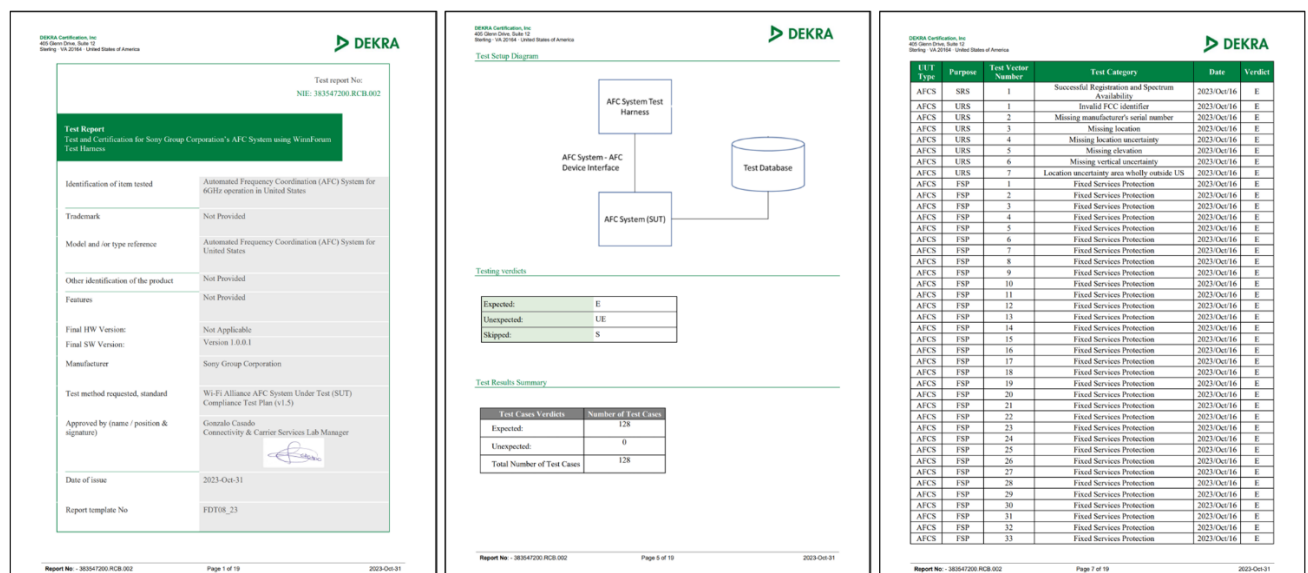 DEKRA Certification, Inc
405 Glenn Drive, Suite 12
Sterling - VA 20164 - United States of America
DEKRA
Test report No:
NIE: 383547200.RCB.002
Test Report
Test and Certification for Sony Group Corporation's AFC System using WinnForum
Test Harness
Identification of item tested
Automated Frequency Coordination (AFC) System for
6GHz operation in United States
Trademark
Not Provided
Model and /or type reference
Automated Frequency Coordination (AFC) System for
United States
Other identification of the product
Not Provided
Features
Not Provided
Final HW Version:
Not Applicable
Final SW Version:
Version 1.0.0.1
Manufacturer
Sony Group Corporation
Test method requested, standard
Wi-Fi Alliance AFC System Under Test (SUT)
Compliance Test Plan (v1.5)
Approved by (name / position &
signature)
Gonzalo Casado
Connectivity & Carrier Services Lab Manager
Date of issue
2023-Oct-31
Report template No
FDT08_23
Report No: - 383547200.RCB.002 Page 1 of 19 2023-Oct-31
DEKRA Certification, Inc
405 Glenn Drive, Suite 12
Sterling - VA 20164 - United States of America
DEKRA
Test Setup Diagram
AFC System Test
Harness
AFC System - AFC
Device Interface
Test Database
AFC System (SUT)
Testing verdicts
Expected: E
Unexpected: UE
Skipped: S
Test Results Summary
Test Cases Verdicts Number of Test Cases
Expected: 128
Unexpected: 0
Total Number of Test Cases 128
Report No: - 383547200.RCB.002 Page 5 of 19 2023-Oct-31
DEKRA Certification, Inc
405 Glenn Drive, Suite 12
Sterling - VA 20164 - United States of America
DEKRA
UUT Type Purpose Test Vector Number Test Category Date Verdict
AFCS SRS 1 Successful Registration and Spectrum Availability 2023/Oct/16 E
AFCS URS 1 Invalid FCC identifier 2023/Oct/16 E
AFCS URS 2 Missing manufacturer's serial number 2023/Oct/16 E
AFCS URS 3 Missing location 2023/Oct/16 E
AFCS URS 4 Missing location uncertainty 2023/Oct/16 E
AFCS URS 5 Missing elevation 2023/Oct/16 E
AFCS URS 6 Missing vertical uncertainty 2023/Oct/16 E
AFCS URS 7 Location uncertainty area wholly outside US 2023/Oct/16 E
AFCS FSP 1 Fixed Services Protection 2023/Oct/16 E
AFCS FSP 2 Fixed Services Protection 2023/Oct/16 E
AFCS FSP 3 Fixed Services Protection 2023/Oct/16 E
AFCS FSP 4 Fixed Services Protection 2023/Oct/16 E
AFCS FSP 5 Fixed Services Protection 2023/Oct/16 E
AFCS FSP 6 Fixed Services Protection 2023/Oct/16 E
AFCS FSP 7 Fixed Services Protection 2023/Oct/16 E
AFCS FSP 8 Fixed Services Protection 2023/Oct/16 E
AFCS FSP 9 Fixed Services Protection 2023/Oct/16 E
AFCS FSP 10 Fixed Services Protection 2023/Oct/16 E
AFCS FSP 11 Fixed Services Protection 2023/Oct/16 E
AFCS FSP 12 Fixed Services Protection 2023/Oct/16 E
AFCS FSP 13 Fixed Services Protection 2023/Oct/16 E
AFCS FSP 14 Fixed Services Protection 2023/Oct/16 E
AFCS FSP 15 Fixed Services Protection 2023/Oct/16 E
AFCS FSP 16 Fixed Services Protection 2023/Oct/16 E
AFCS FSP 17 Fixed Services Protection 2023/Oct/16 E
AFCS FSP 18 Fixed Services Protection 2023/Oct/16 E
AFCS FSP 19 Fixed Services Protection 2023/Oct/16 E
AFCS FSP 20 Fixed Services Protection 2023/Oct/16 E
AFCS FSP 21 Fixed Services Protection 2023/Oct/16 E
AFCS FSP 22 Fixed Services Protection 2023/Oct/16 E
AFCS FSP 23 Fixed Services Protection 2023/Oct/16 E
AFCS FSP 24 Fixed Services Protection 2023/Oct/16 E
AFCS FSP 25 Fixed Services Protection 2023/Oct/16 E
AFCS FSP 26 Fixed Services Protection 2023/Oct/16 E
AFCS FSP 27 Fixed Services Protection 2023/Oct/16 E
AFCS FSP 28 Fixed Services Protection 2023/Oct/16 E
AFCS FSP 29 Fixed Services Protection 2023/Oct/16 E
AFCS FSP 30 Fixed Services Protection 2023/Oct/16 E
AFCS FSP 31 Fixed Services Protection 2023/Oct/16 E
AFCS FSP 32 Fixed Services Protection 2023/Oct/16 E
AFCS FSP 33 Fixed Services Protection 2023/Oct/16 E
Report No: - 383547200.RCB.002 Page 7 of 19 2023-Oct-31